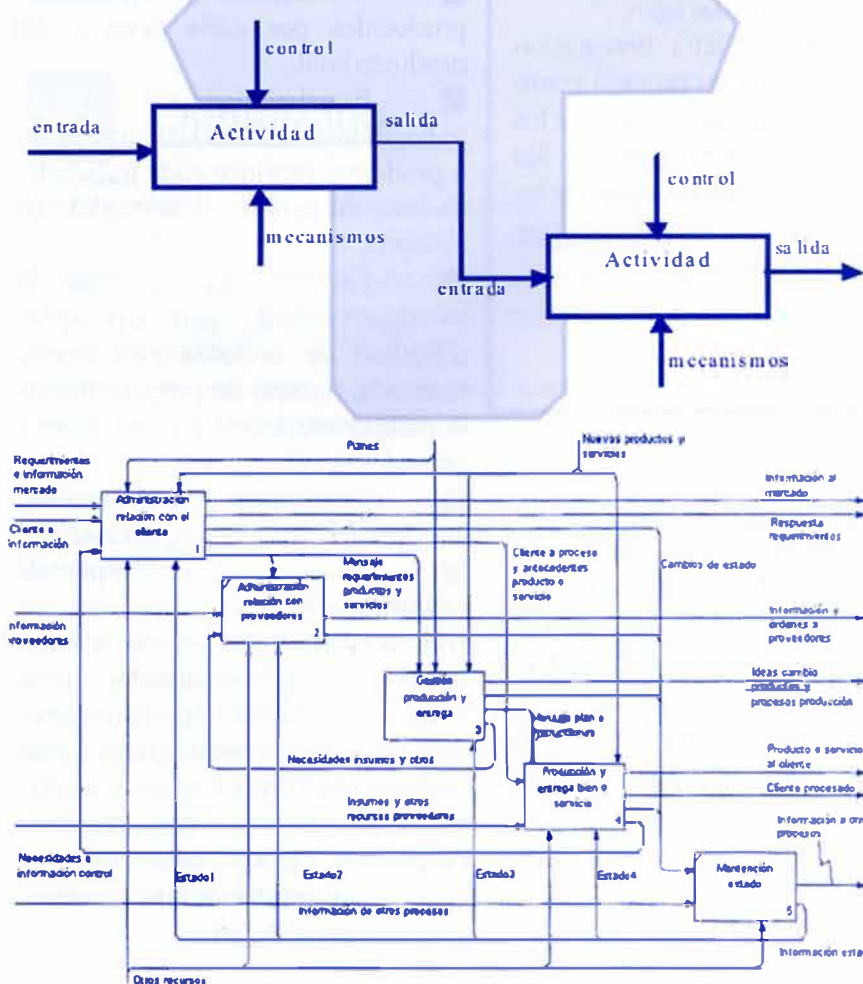 control
entrada
Actividad
salida
mecanismos
control
Actividad
salida
entrada
mecanismos
Planes
Nuevos productos y
servicios
Requerimientos
e información
mercado
Administración
relación con el
cliente
1
Cliente e
información
Información al
mercado
Respuesta
requerimientos
Mensaje
requerimientos
productos y
servicios
Cliente a proceso
y antecedentes
producto o
servicio
Cambios de estado
Administración
relación con
proveedores
2
Información
proveedores
Información y
órdenes a
proveedores
Gestión
producción y
entrega
3
Ideas cambio
productos y
procesos producción
Mensaje plan e
instrucciones
Necesidades insumos y otros
Producción y
entrega bien o
servicio
4
Producto o servicio
al cliente
Cliente procesado
Insumos y otros
recursos proveedores
Información a otros
procesos
Necesidades e
información control
Estado1
Estado2
Estado3
Estado4
Mantención
estado
5
Información de otros procesos
Información estado
Otros recursos